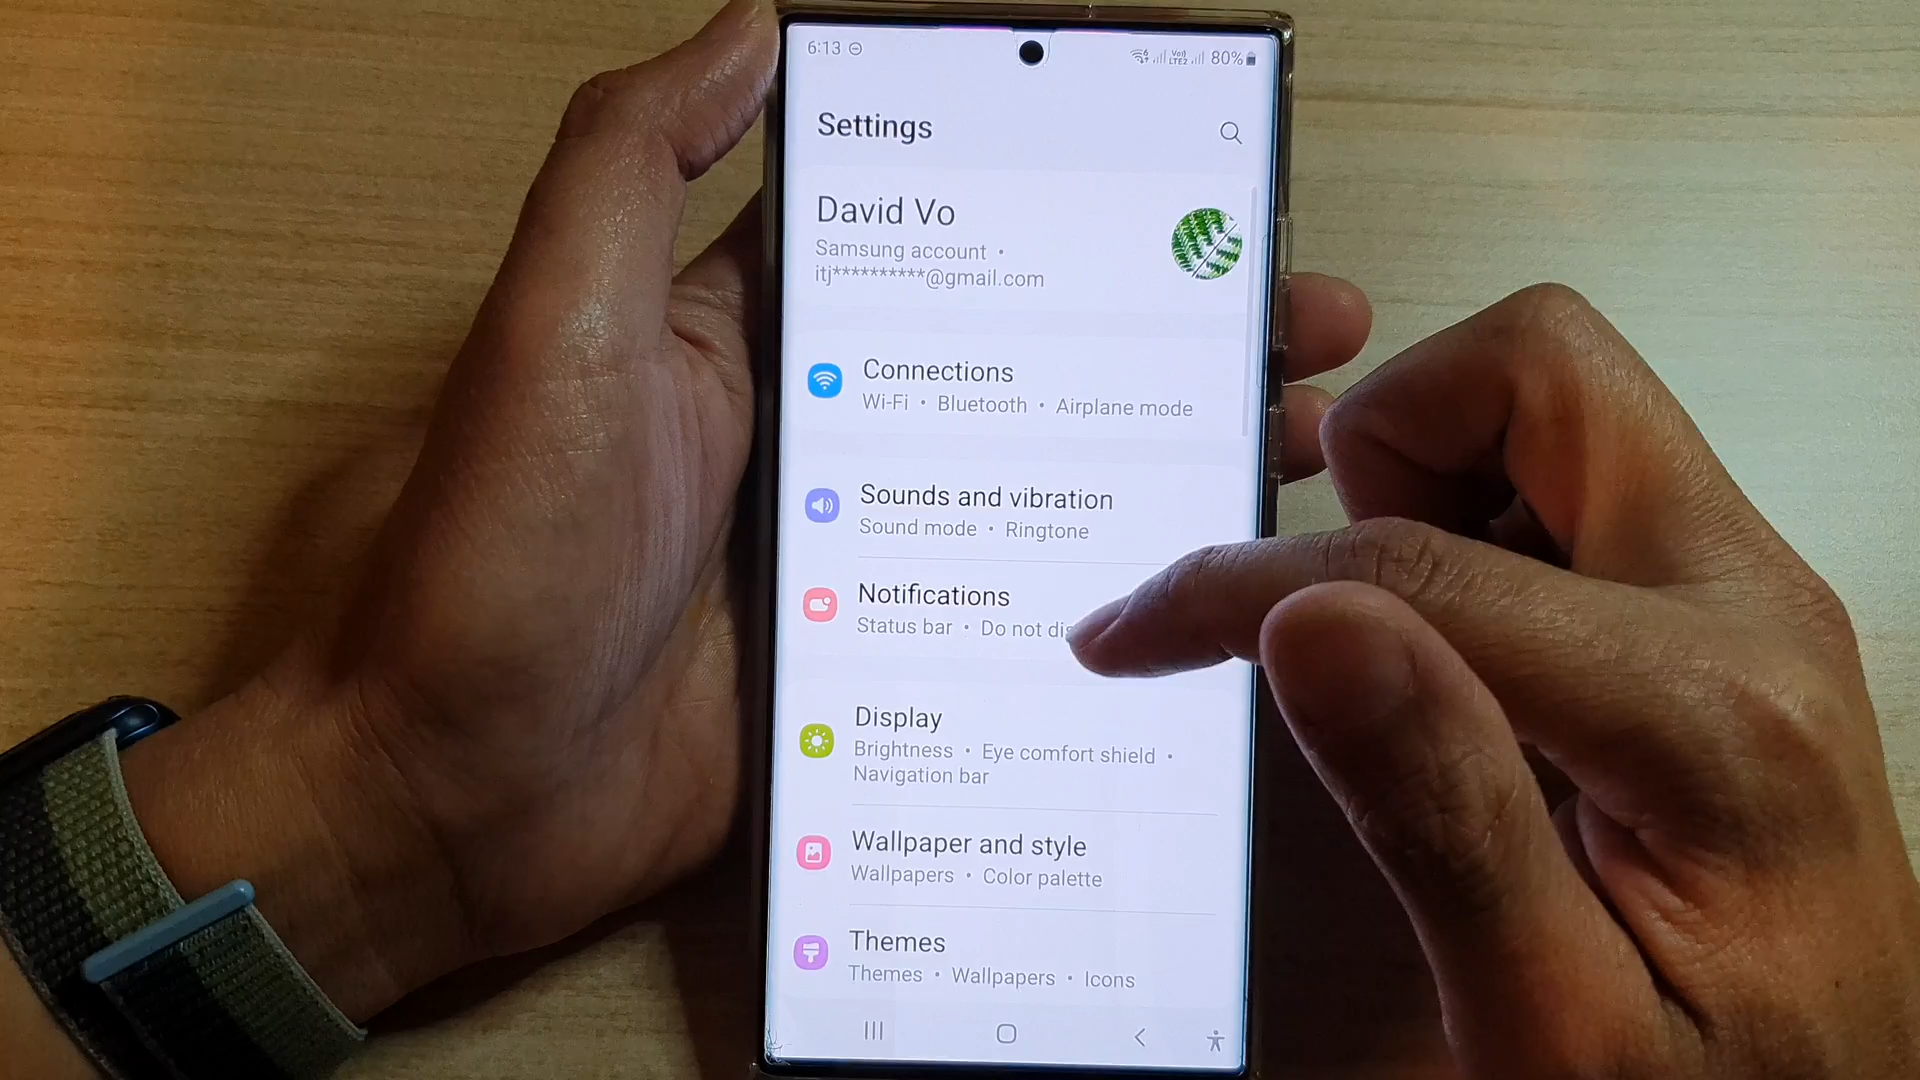 6:13
VoI)
LTE2
80%
Settings
David Vo
Samsung account •
itj**********@gmail.com
Connections
Wi-Fi • Bluetooth • Airplane mode
Sounds and vibration
Sound mode • Ringtone
Notifications
Status bar • Do not dis
Display
Brightness • Eye comfort shield •
Navigation bar
Wallpaper and style
Wallpapers • Color palette
Themes
Themes • Wallpapers • Icons